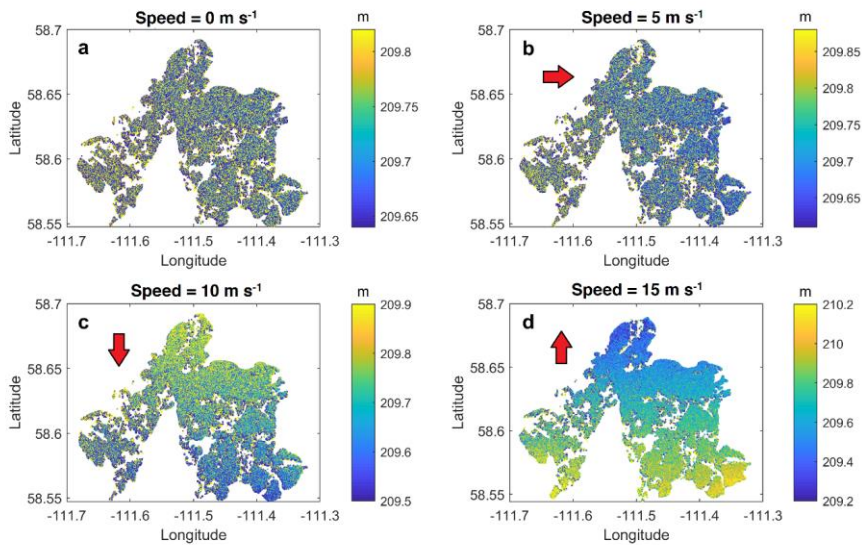 Speed = 0 m s⁻¹
m
a
58.7
58.65
58.6
58.55
Latitude
-111.7 -111.6 -111.5 -111.4 -111.3
Longitude
209.8
209.75
209.7
209.65
Speed = 5 m s⁻¹
m
b
58.7
58.65
58.6
58.55
Latitude
-111.7 -111.6 -111.5 -111.4 -111.3
Longitude
209.85
209.8
209.75
209.7
209.65
Speed = 10 m s⁻¹
m
c
58.7
58.65
58.6
58.55
Latitude
-111.7 -111.6 -111.5 -111.4 -111.3
Longitude
209.9
209.8
209.7
209.6
209.5
Speed = 15 m s⁻¹
m
d
58.7
58.65
58.6
58.55
Latitude
-111.7 -111.6 -111.5 -111.4 -111.3
Longitude
210.2
210
209.8
209.6
209.4
209.2